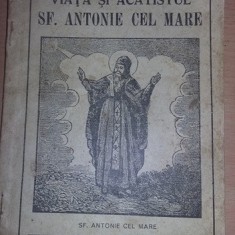 VIAȚA ȘI ACATISTUL
SF. ANTONIE CEL MARE
SF. ANTONIE CEL MARE